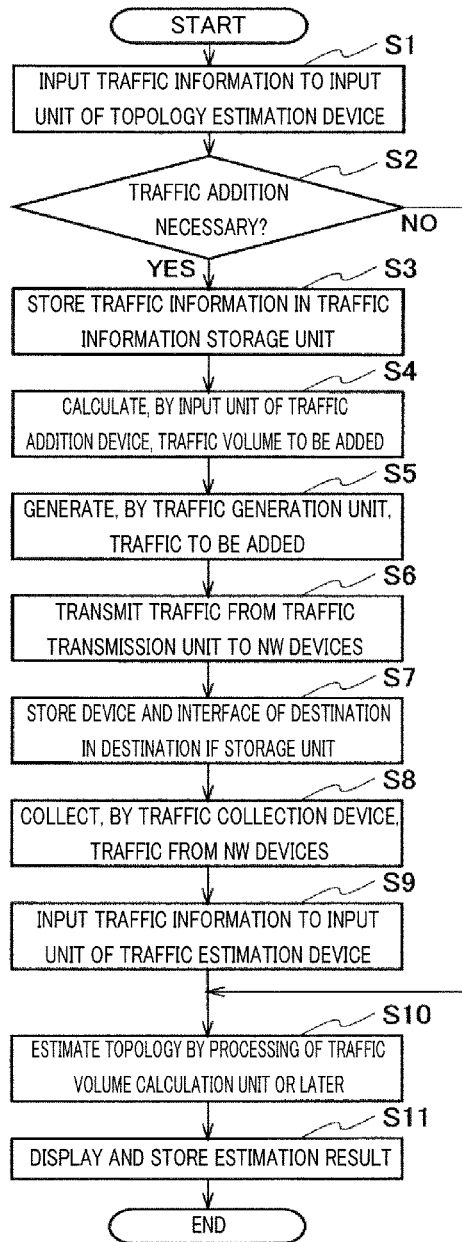 START
S1
INPUT TRAFFIC INFORMATION TO INPUT
UNIT OF TOPOLOGY ESTIMATION DEVICE
S2
TRAFFIC ADDITION
NECESSARY?
NO
YES
S3
STORE TRAFFIC INFORMATION IN TRAFFIC
INFORMATION STORAGE UNIT
S4
CALCULATE, BY INPUT UNIT OF TRAFFIC
ADDITION DEVICE, TRAFFIC VOLUME TO BE ADDED
S5
GENERATE, BY TRAFFIC GENERATION UNIT,
TRAFFIC TO BE ADDED
S6
TRANSMIT TRAFFIC FROM TRAFFIC
TRANSMISSION UNIT TO NW DEVICES
S7
STORE DEVICE AND INTERFACE OF DESTINATION
IN DESTINATION IF STORAGE UNIT
S8
COLLECT, BY TRAFFIC COLLECTION DEVICE,
TRAFFIC FROM NW DEVICES
S9
INPUT TRAFFIC INFORMATION TO INPUT
UNIT OF TRAFFIC ESTIMATION DEVICE
S10
ESTIMATE TOPOLOGY BY PROCESSING OF TRAFFIC
VOLUME CALCULATION UNIT OR LATER
S11
DISPLAY AND STORE ESTIMATION RESULT
END